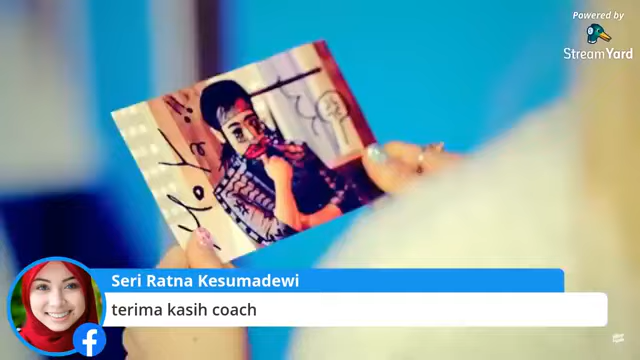 Powered by
StreamYard
Seri Ratna Kesumadewi
terima kasih coach